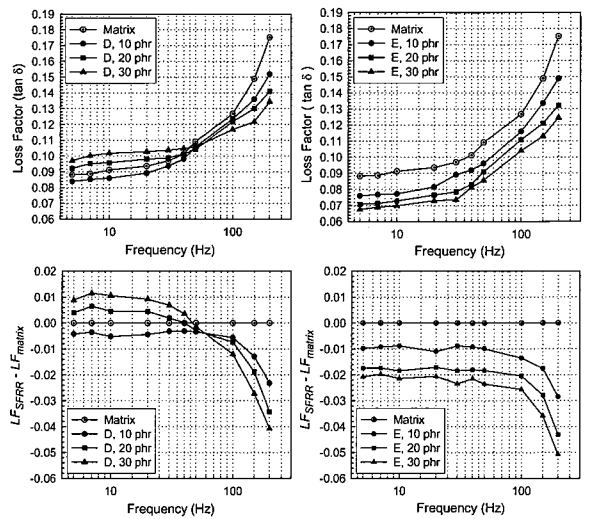 0.19
0.18
0.17
0.16
0.15
0.14
0.13
0.12
0.11
0.10
0.09
0.08
0.07
0.06
Loss Factor (tan δ)
Matrix
D, 10 phr
D, 20 phr
D, 30 phr
10
100
Frequency (Hz)
0.19
0.18
0.17
0.16
0.15
0.14
0.13
0.12
0.11
0.10
0.09
0.08
0.07
0.06
Loss Factor ( tan δ )
Matrix
E, 10 phr
E, 20 phr
E, 30 phr
10
100
Frequency (Hz)
0.02
0.01
0.00
-0.01
-0.02
-0.03
-0.04
-0.05
-0.06
LFSFRR - LFmatrix
Matrix
D, 10 phr
D, 20 phr
D, 30 phr
10
100
Frequency (Hz)
0.02
0.01
0.00
-0.01
-0.02
-0.03
-0.04
-0.05
-0.06
LFSFRR - LFmatrix
Matrix
E, 10 phr
E, 20 phr
E, 30 phr
10
100
Frequency (Hz)